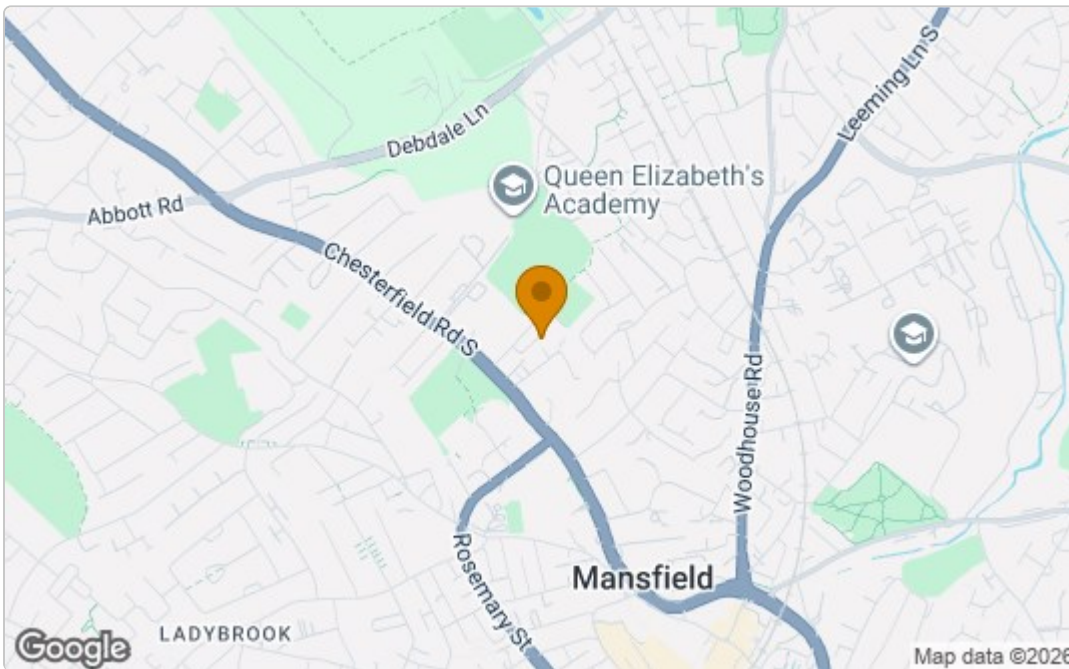 Leeming Ln S
Debdale Ln
Queen Elizabeth's
Academy
Abbott Rd
Chesterfield Rd S
Woodhouse Rd
Rosemary St
Mansfield
LADYBROOK
Google
Map data ©2026